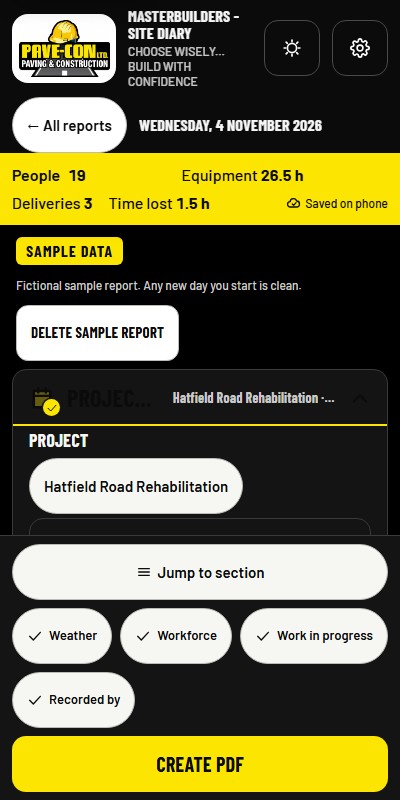 PAVE-CON LTD.
PAVING & CONSTRUCTION
MASTERBUILDERS -
SITE DIARY
CHOOSE WISELY...
BUILD WITH
CONFIDENCE
← All reports
WEDNESDAY, 4 NOVEMBER 2026
People 19
Equipment 26.5 h
Deliveries 3
Time lost 1.5 h
Saved on phone
SAMPLE DATA
Fictional sample report. Any new day you start is clean.
DELETE SAMPLE REPORT
PROJEC...
Hatfield Road Rehabilitation -...
PROJECT
Hatfield Road Rehabilitation
Jump to section
Weather
Workforce
Work in progress
Recorded by
CREATE PDF